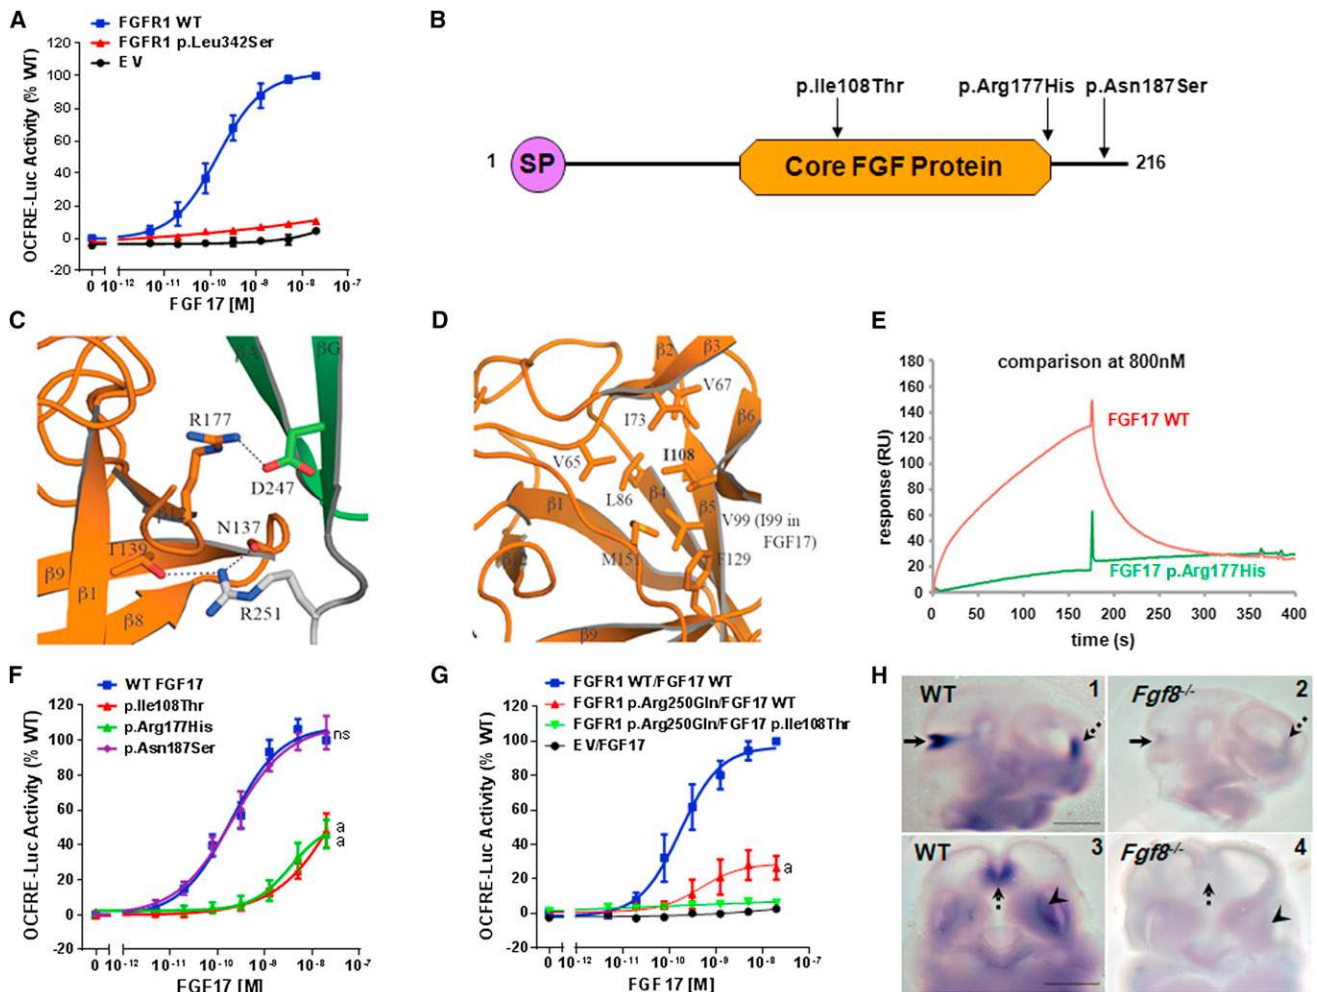 A
FGFR1 WT
FGFR1 p.Leu342Ser
EV
OCFRE-Luc Activity (% WT)
120
100
80
60
40
20
0
-20
0 10-12 10-11 10-10 10-9 10-8 10-7
FGF17 [M]
B
p.Ile108Thr p.Arg177His p.Asn187Ser
1 SP Core FGF Protein 216
C
βA βG
R177
D247
N137
T139
β9
β1
β8
R251
D
β2 β3
V67
I73
β6
V65
I108
L86 β4
β1 β5
V99 (I99 in
FGF17)
M151
F129
β12
β9
E
comparison at 800nM
response (RU)
180
160
140
120
100
80
60
40
20
0
FGF17 WT
FGF17 p.Arg177His
0 50 100 150 200 250 300 350 400
time (s)
F
WT FGF17
p.Ile108Thr
p.Arg177His
p.Asn187Ser
OCFRE-Luc Activity (% WT)
120
100
80
60
40
20
0
-20
ns
a
a
0 10-12 10-11 10-10 10-9 10-8 10-7
FGF17 [M]
G
FGFR1 WT/FGF17 WT
FGFR1 p.Arg250Gln/FGF17 WT
FGFR1 p.Arg250Gln/FGF17 p.Ile108Thr
EV/FGF17
OCFRE-Luc Activity (% WT)
120
100
80
60
40
20
0
-20
a
0 10-12 10-11 10-10 10-9 10-8 10-7
FGF17 [M]
H
WT 1
Fgf8-/- 2
WT 3
Fgf8-/- 4